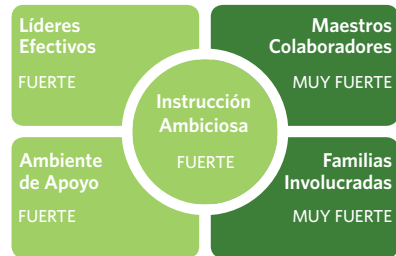 Líderes
Efectivos
FUERTE
Maestros
Colaboradores
MUY FUERTE
Instrucción
Ambiciosa
FUERTE
Ambiente
de Apoyo
FUERTE
Familias
Involucradas
MUY FUERTE